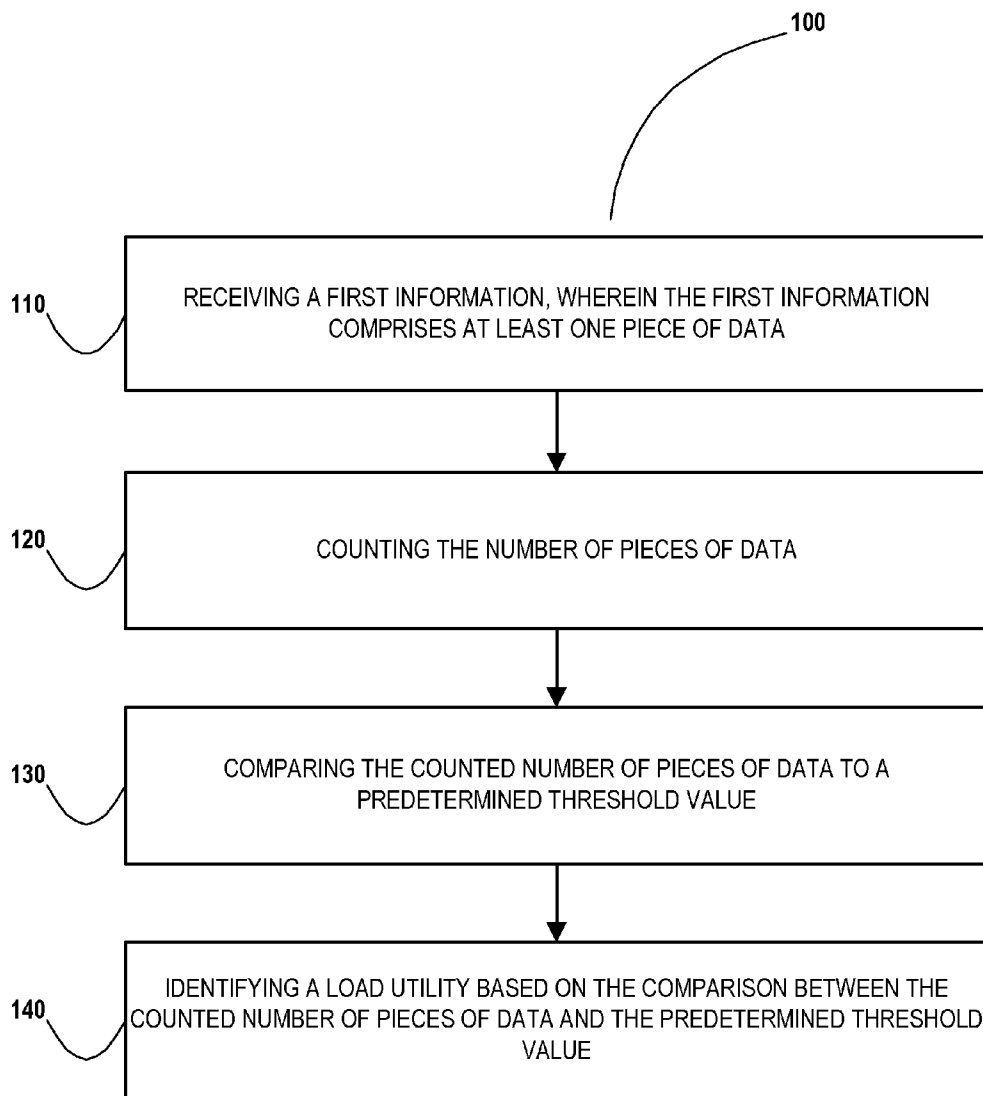 100
110
RECEIVING A FIRST INFORMATION, WHEREIN THE FIRST INFORMATION
COMPRISES AT LEAST ONE PIECE OF DATA
120
COUNTING THE NUMBER OF PIECES OF DATA
130
COMPARING THE COUNTED NUMBER OF PIECES OF DATA TO A
PREDETERMINED THRESHOLD VALUE
140
IDENTIFYING A LOAD UTILITY BASED ON THE COMPARISON BETWEEN THE
COUNTED NUMBER OF PIECES OF DATA AND THE PREDETERMINED THRESHOLD
VALUE